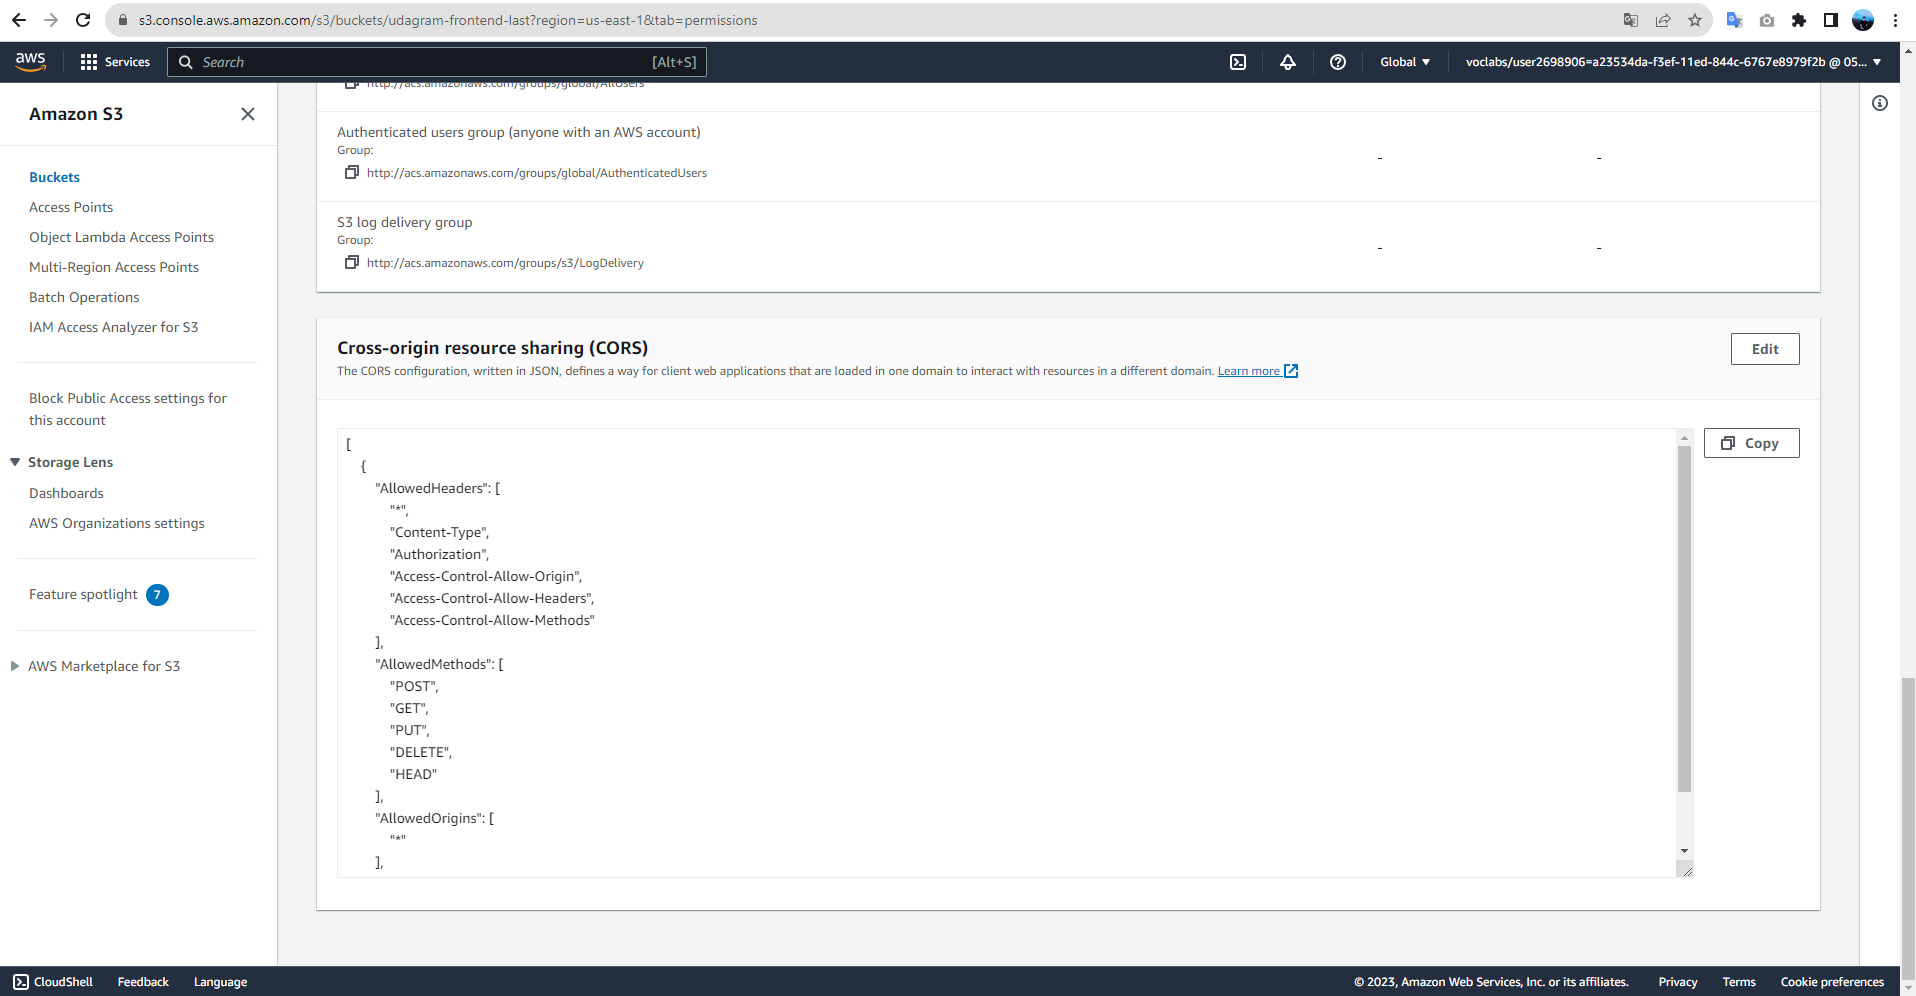 s3.console.aws.amazon.com/s3/buckets/udagram-frontend-last?region=us-east-1&tab=permissions
aws
Services
Search
[Alt+S]
Global
voclabs/user2698906=a23534da-f3ef-11ed-844c-6767e8979f2b @ 05...
Amazon S3
Buckets
Access Points
Object Lambda Access Points
Multi-Region Access Points
Batch Operations
IAM Access Analyzer for S3
Block Public Access settings for
this account
Storage Lens
Dashboards
AWS Organizations settings
Feature spotlight 7
AWS Marketplace for S3
http://acs.amazonaws.com/groups/global/AllUsers
Authenticated users group (anyone with an AWS account)
Group:
http://acs.amazonaws.com/groups/global/AuthenticatedUsers
-
-
S3 log delivery group
Group:
http://acs.amazonaws.com/groups/s3/LogDelivery
-
-
Cross-origin resource sharing (CORS)
The CORS configuration, written in JSON, defines a way for client web applications that are loaded in one domain to interact with resources in a different domain. Learn more
Edit
Copy
[
{
"AllowedHeaders": [
"*",
"Content-Type",
"Authorization",
"Access-Control-Allow-Origin",
"Access-Control-Allow-Headers",
"Access-Control-Allow-Methods"
],
"AllowedMethods": [
"POST",
"GET",
"PUT",
"DELETE",
"HEAD"
],
"AllowedOrigins": [
"*"
],
CloudShell
Feedback
Language
© 2023, Amazon Web Services, Inc. or its affiliates.
Privacy
Terms
Cookie preferences